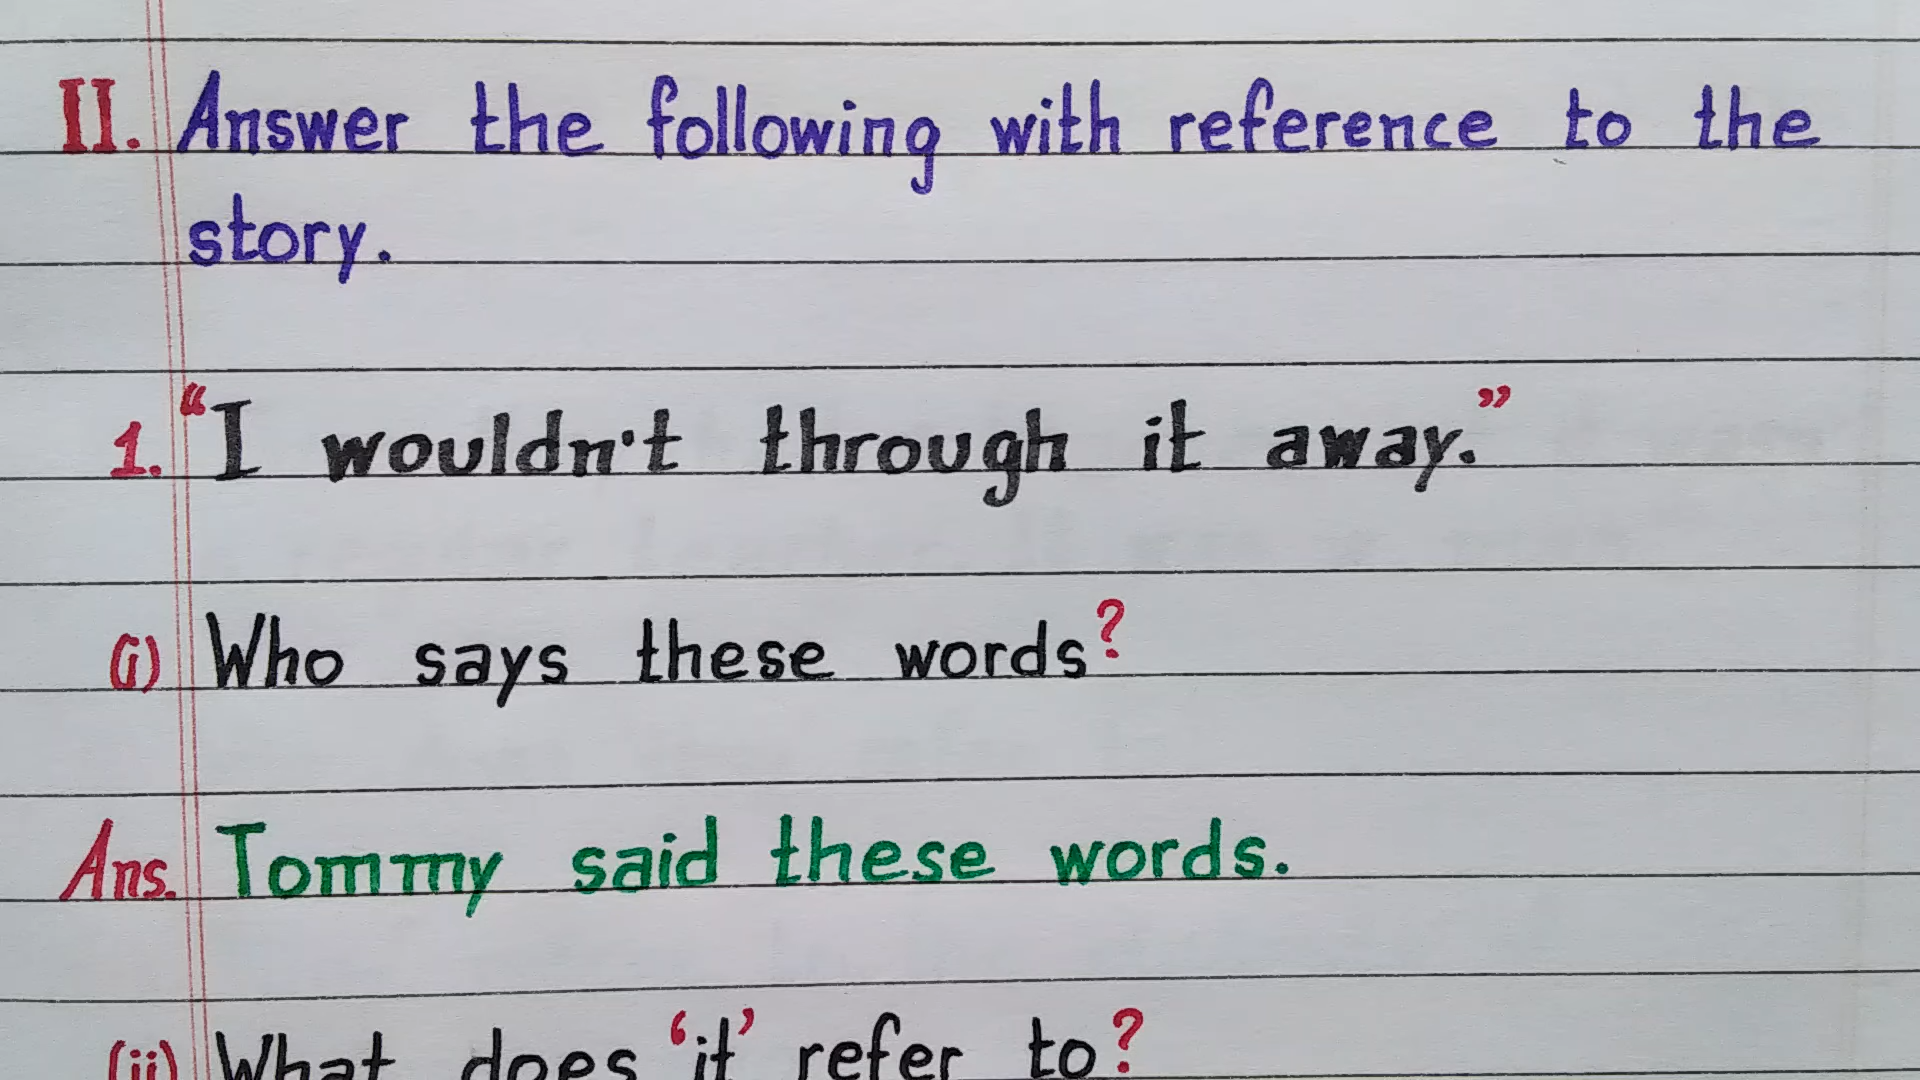 II. Answer the following with reference to the
story.
1. "I wouldn't through it away."
(i) Who says these words?
Ans. Tommy said these words.
(ii) What does 'it' refer to?